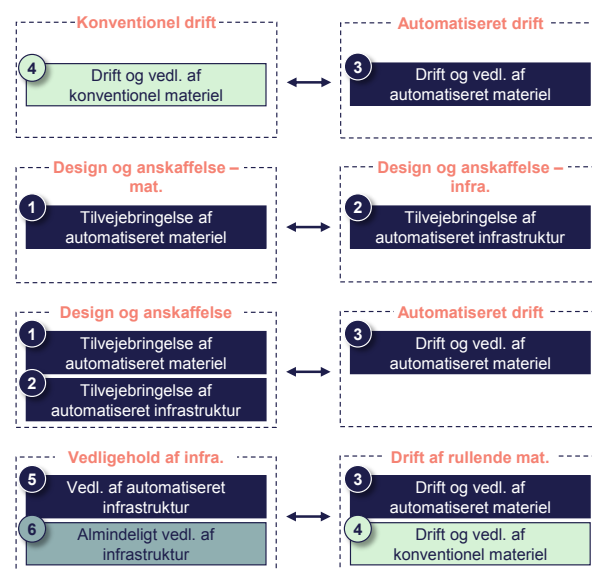 Konventionel drift
4
Drift og vedl. af
konventionel materiel
Automatiseret drift
3
Drift og vedl. af
automatiseret materiel
Design og anskaffelse –
mat.
1
Tilvejebringelse af
automatiseret materiel
Design og anskaffelse –
infra.
2
Tilvejebringelse af
automatiseret infrastruktur
Design og anskaffelse
1
Tilvejebringelse af
automatiseret materiel
2
Tilvejebringelse af
automatiseret infrastruktur
Automatiseret drift
3
Drift og vedl. af
automatiseret materiel
Vedligehold af infra.
5
Vedl. af automatiseret
infrastruktur
6
Almindeligt vedl. af
infrastruktur
Drift af rullende mat.
3
Drift og vedl. af
automatiseret materiel
4
Drift og vedl. af
konventionel materiel